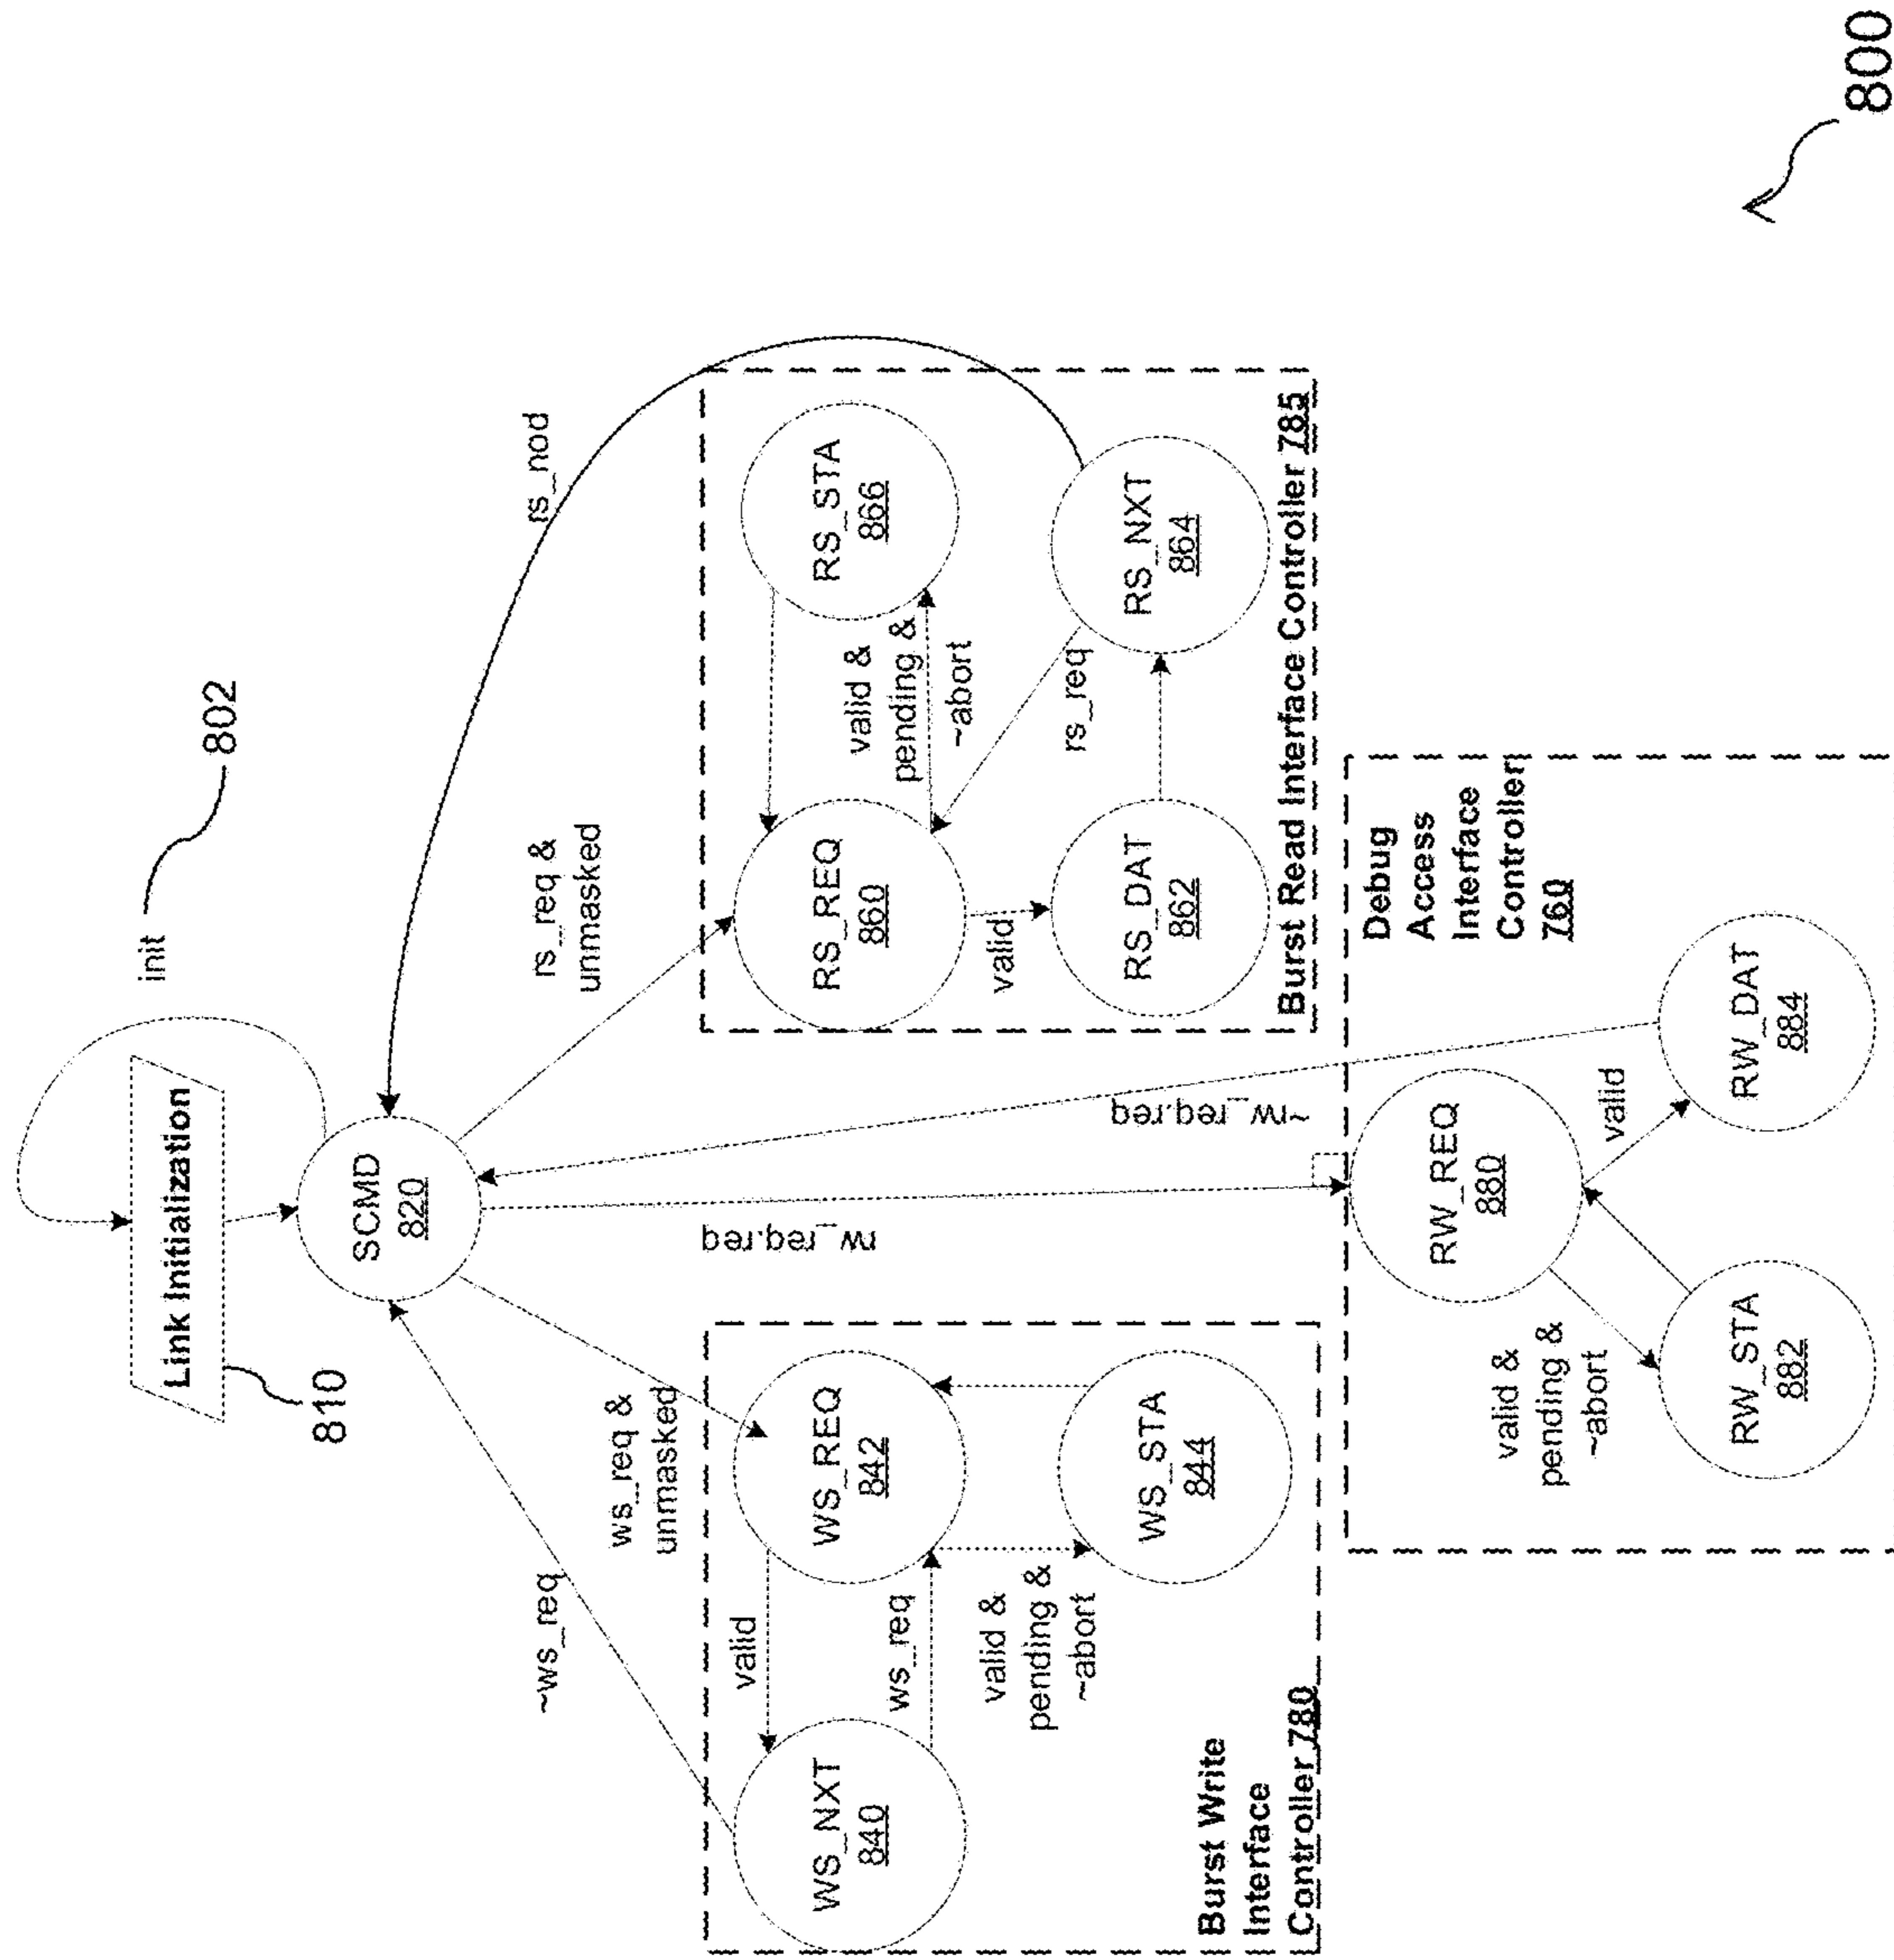 init
802
Link Initialization
810
SCMD
820
~ws_req
ws_req &
unmasked
rs_req &
unmasked
rs_nod
rw_req.req
~rw_req.req
WS_NXT
840
valid
WS_REQ
842
ws_req
valid &
pending &
~abort
WS_STA
844
Burst Write
Interface
Controller 780
RS_REQ
860
valid &
pending &
~abort
RS_STA
866
valid
rs_req
RS_DAT
862
RS_NXT
864
Burst Read Interface Controller 785
RW_REQ
880
Debug
Access
Interface
Controller
760
valid &
pending &
~abort
valid
RW_STA
882
RW_DAT
884
800